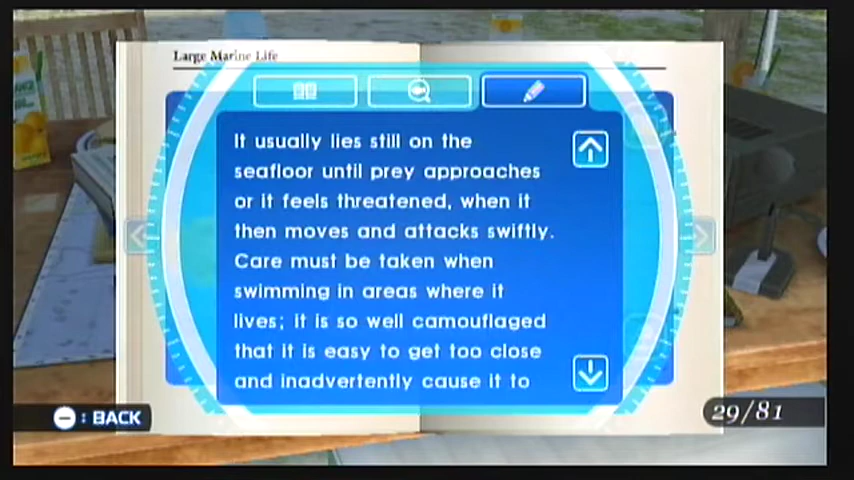 Large Marine Life
It usually lies still on the
seafloor until prey approaches
or it feels threatened, when it
then moves and attacks swiftly.
Care must be taken when
swimming in areas where it
lives; it is so well camouflaged
that it is easy to get too close
and inadvertently cause it to
- : BACK
29/81